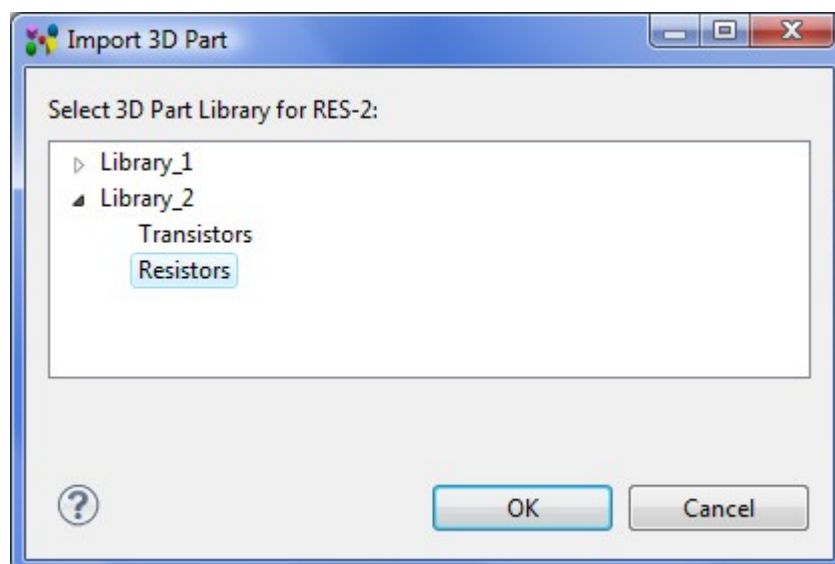 Import 3D Part
Select 3D Part Library for RES-2:
Library_1
Library_2
Transistors
Resistors
?
OK
Cancel